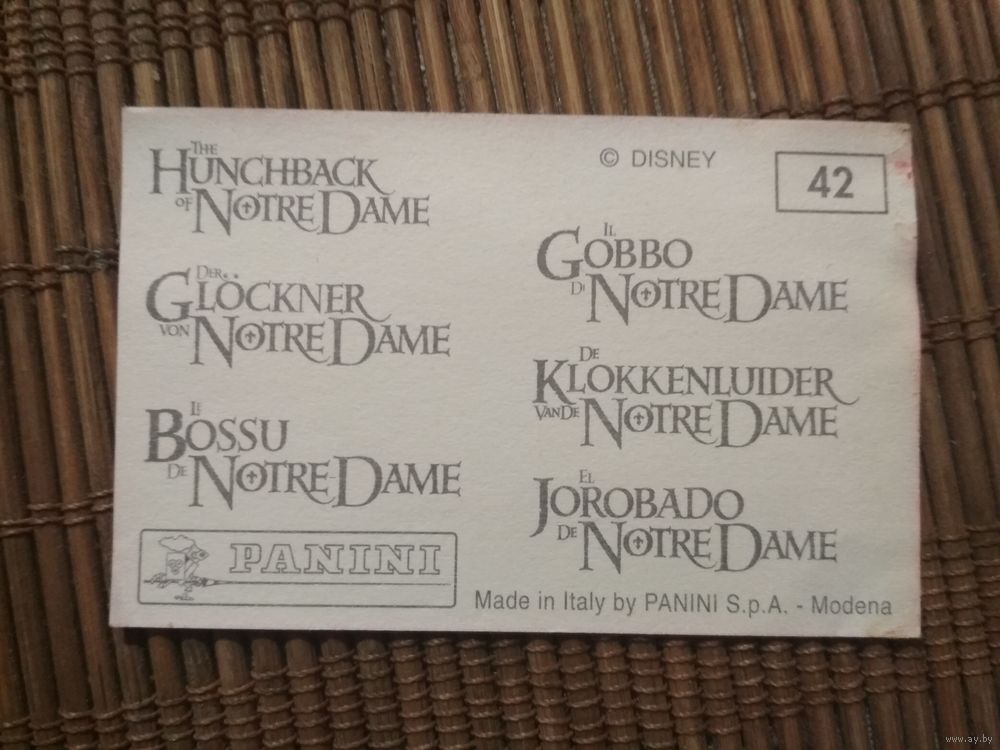 THE
HUNCHBACK
OF NOTRE DAME
DER
GLÖCKNER
VON NOTRE DAME
LE
BOSSU
DE NOTRE-DAME
PANINI
© DISNEY
42
IL
GOBBO
DI NOTRE DAME
DE
KLOKKENLUIDER
VAN DE NOTRE DAME
EL
JOROBADO
DE NOTRE DAME
Made in Italy by PANINI S.p.A. - Modena
www.ay.by